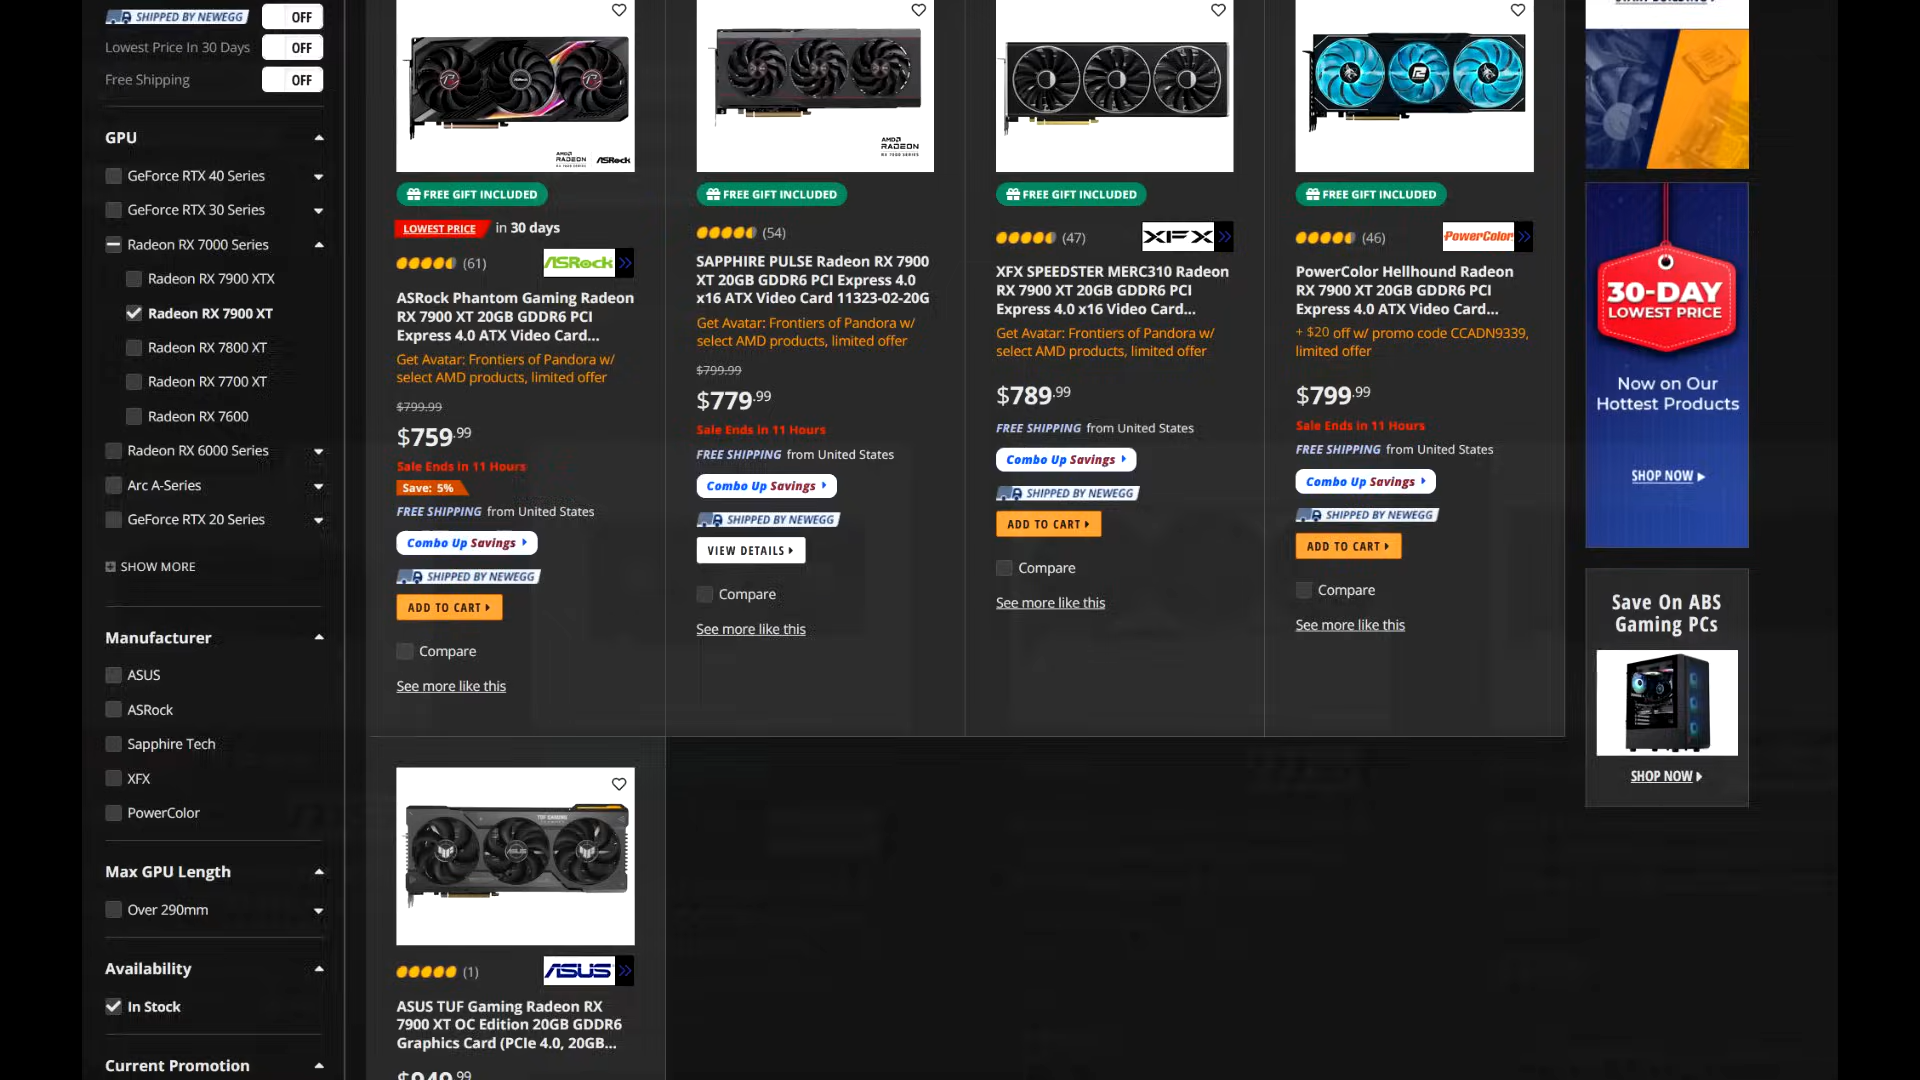 SHIPPED BY NEWEGG OFF
Lowest Price In 30 Days OFF
Free Shipping OFF
GPU
GeForce RTX 40 Series
GeForce RTX 30 Series
Radeon RX 7000 Series
Radeon RX 7900 XTX
Radeon RX 7900 XT
Radeon RX 7800 XT
Radeon RX 7700 XT
Radeon RX 7600
Radeon RX 6000 Series
Arc A-Series
GeForce RTX 20 Series
SHOW MORE
Manufacturer
ASUS
ASRock
Sapphire Tech
XFX
PowerColor
Max GPU Length
Over 290mm
Availability
In Stock
Current Promotion
AMD RADEON
ASRock
FREE GIFT INCLUDED
LOWEST PRICE in 30 days
(61)
ASRock
ASRock Phantom Gaming Radeon
RX 7900 XT 20GB GDDR6 PCI
Express 4.0 ATX Video Card...
Get Avatar: Frontiers of Pandora w/
select AMD products, limited offer
$799.99
$759.99
Sale Ends in 11 Hours
Save: 5%
FREE SHIPPING from United States
Combo Up Savings
SHIPPED BY NEWEGG
ADD TO CART
Compare
See more like this
AMD RADEON
FREE GIFT INCLUDED
(54)
SAPPHIRE PULSE Radeon RX 7900
XT 20GB GDDR6 PCI Express 4.0
x16 ATX Video Card 11323-02-20G
Get Avatar: Frontiers of Pandora w/
select AMD products, limited offer
$799.99
$779.99
Sale Ends in 11 Hours
FREE SHIPPING from United States
Combo Up Savings
SHIPPED BY NEWEGG
VIEW DETAILS
Compare
See more like this
FREE GIFT INCLUDED
(47)
XFX
XFX SPEEDSTER MERC310 Radeon
RX 7900 XT 20GB GDDR6 PCI
Express 4.0 x16 Video Card...
Get Avatar: Frontiers of Pandora w/
select AMD products, limited offer
$789.99
FREE SHIPPING from United States
Combo Up Savings
SHIPPED BY NEWEGG
ADD TO CART
Compare
See more like this
FREE GIFT INCLUDED
(46)
PowerColor
PowerColor Hellhound Radeon
RX 7900 XT 20GB GDDR6 PCI
Express 4.0 ATX Video Card...
+ $20 off w/ promo code CCADN9339,
limited offer
$799.99
Sale Ends in 11 Hours
FREE SHIPPING from United States
Combo Up Savings
SHIPPED BY NEWEGG
ADD TO CART
Compare
See more like this
TUF GAMING
ASUS
(1)
ASUS
ASUS TUF Gaming Radeon RX
7900 XT OC Edition 20GB GDDR6
Graphics Card (PCIe 4.0, 20GB...
$949.99
START BUILDING
30-DAY
LOWEST PRICE
Now on Our
Hottest Products
SHOP NOW
Save On ABS
Gaming PCs
SHOP NOW